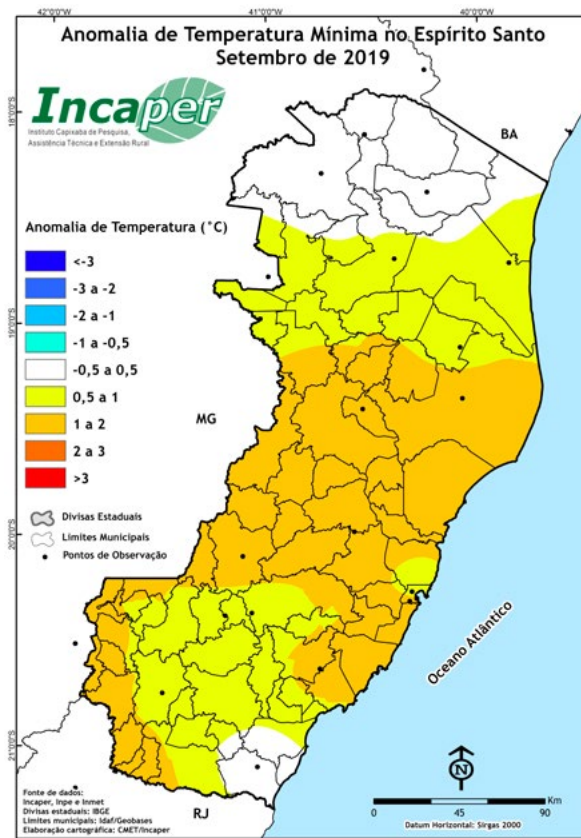 42°0'0"O 41°0'0"O 40°0'0"O
Anomalia de Temperatura Mínima no Espírito Santo
Setembro de 2019
Incaper
Instituto Capixaba de Pesquisa,
Assistência Técnica e Extensão Rural
18°0'0"S
BA
Anomalia de Temperatura (°C)
<-3
-3 a -2
-2 a -1
-1 a -0,5
-0,5 a 0,5
0,5 a 1
1 a 2
2 a 3
>3
19°0'0"S
MG
Divisas Estaduais
Limites Municipais
Pontos de Observação
20°0'0"S
Oceano Atlântico
21°0'0"S
N
Km
0 45 90
Datum Horizontal: Sirgas 2000
Fonte de dados:
Incaper, Inpe e Inmet
Divisas estaduais: IBGE
Limites municipais: Idaf/Geobases
Elaboração cartográfica: CMET/Incaper
RJ